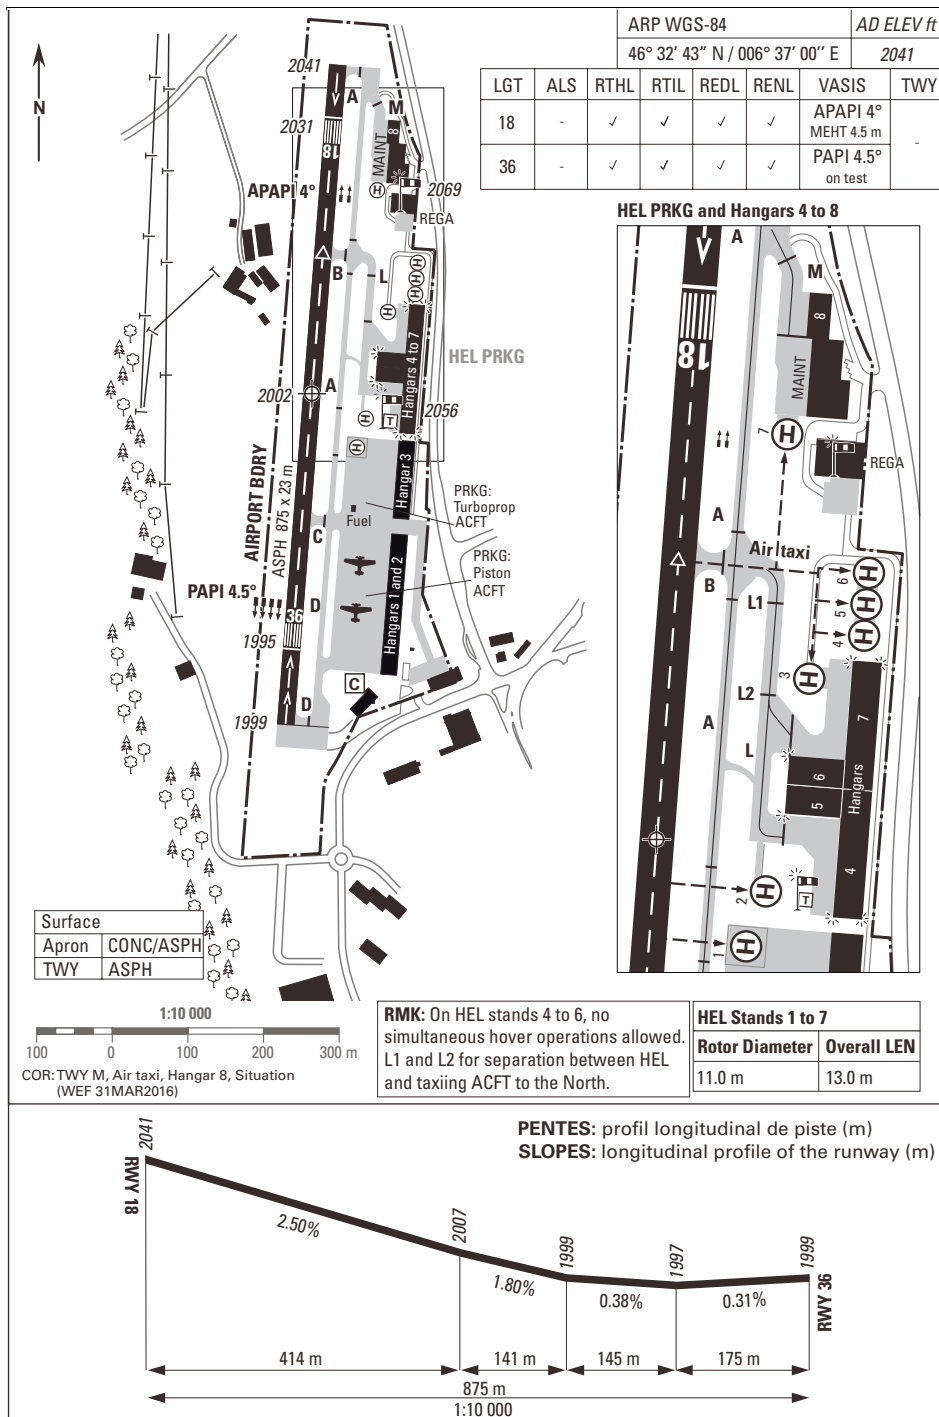 ARP WGS-84 AD ELEV ft
46° 32’ 43” N / 006° 37’ 00’’ E 2041
LGT ALS RTHL RTIL REDL RENL VASIS TWY
18 - ✓ ✓ ✓ ✓ APAPI 4° -
MEHT 4.5 m
36 - ✓ ✓ ✓ ✓ PAPI 4.5°
on test
N
2041
A
M
2031
8
18
MAINT
APAPI 4°
H
2069
REGA
B
L
H
H
H
H
HEL PRKG
Hangars 4 to 7
2002
A
2056
H
T
H
AIRPORT BDRY
ASPH 875 x 23 m
Hangar 3
PRKG:
Turboprop
ACFT
Fuel
C
PRKG:
Piston
ACFT
Hangars 1 and 2
PAPI 4.5°
D
36
1995
C
D
1999
HEL PRKG and Hangars 4 to 8
A
M
8
18
MAINT
7
H
REGA
A
Air taxi
6
H
B
L1
5
H
4
H
3
H
L2
A
7
L
6
5
Hangars
4
2
H
T
1
H
Surface
Apron CONC/ASPH
TWY ASPH
1:10 000
100 0 100 200 300 m
COR: TWY M, Air taxi, Hangar 8, Situation
(WEF 31MAR2016)
RMK: On HEL stands 4 to 6, no
simultaneous hover operations allowed.
L1 and L2 for separation between HEL
and taxiing ACFT to the North.
HEL Stands 1 to 7
Rotor Diameter Overall LEN
11.0 m 13.0 m
PENTES: profil longitudinal de piste (m)
SLOPES: longitudinal profile of the runway (m)
2041
RWY 18
2.50%
2007
1.80%
1999
0.38%
1997
0.31%
1999
RWY 36
414 m 141 m 145 m 175 m
875 m
1:10 000